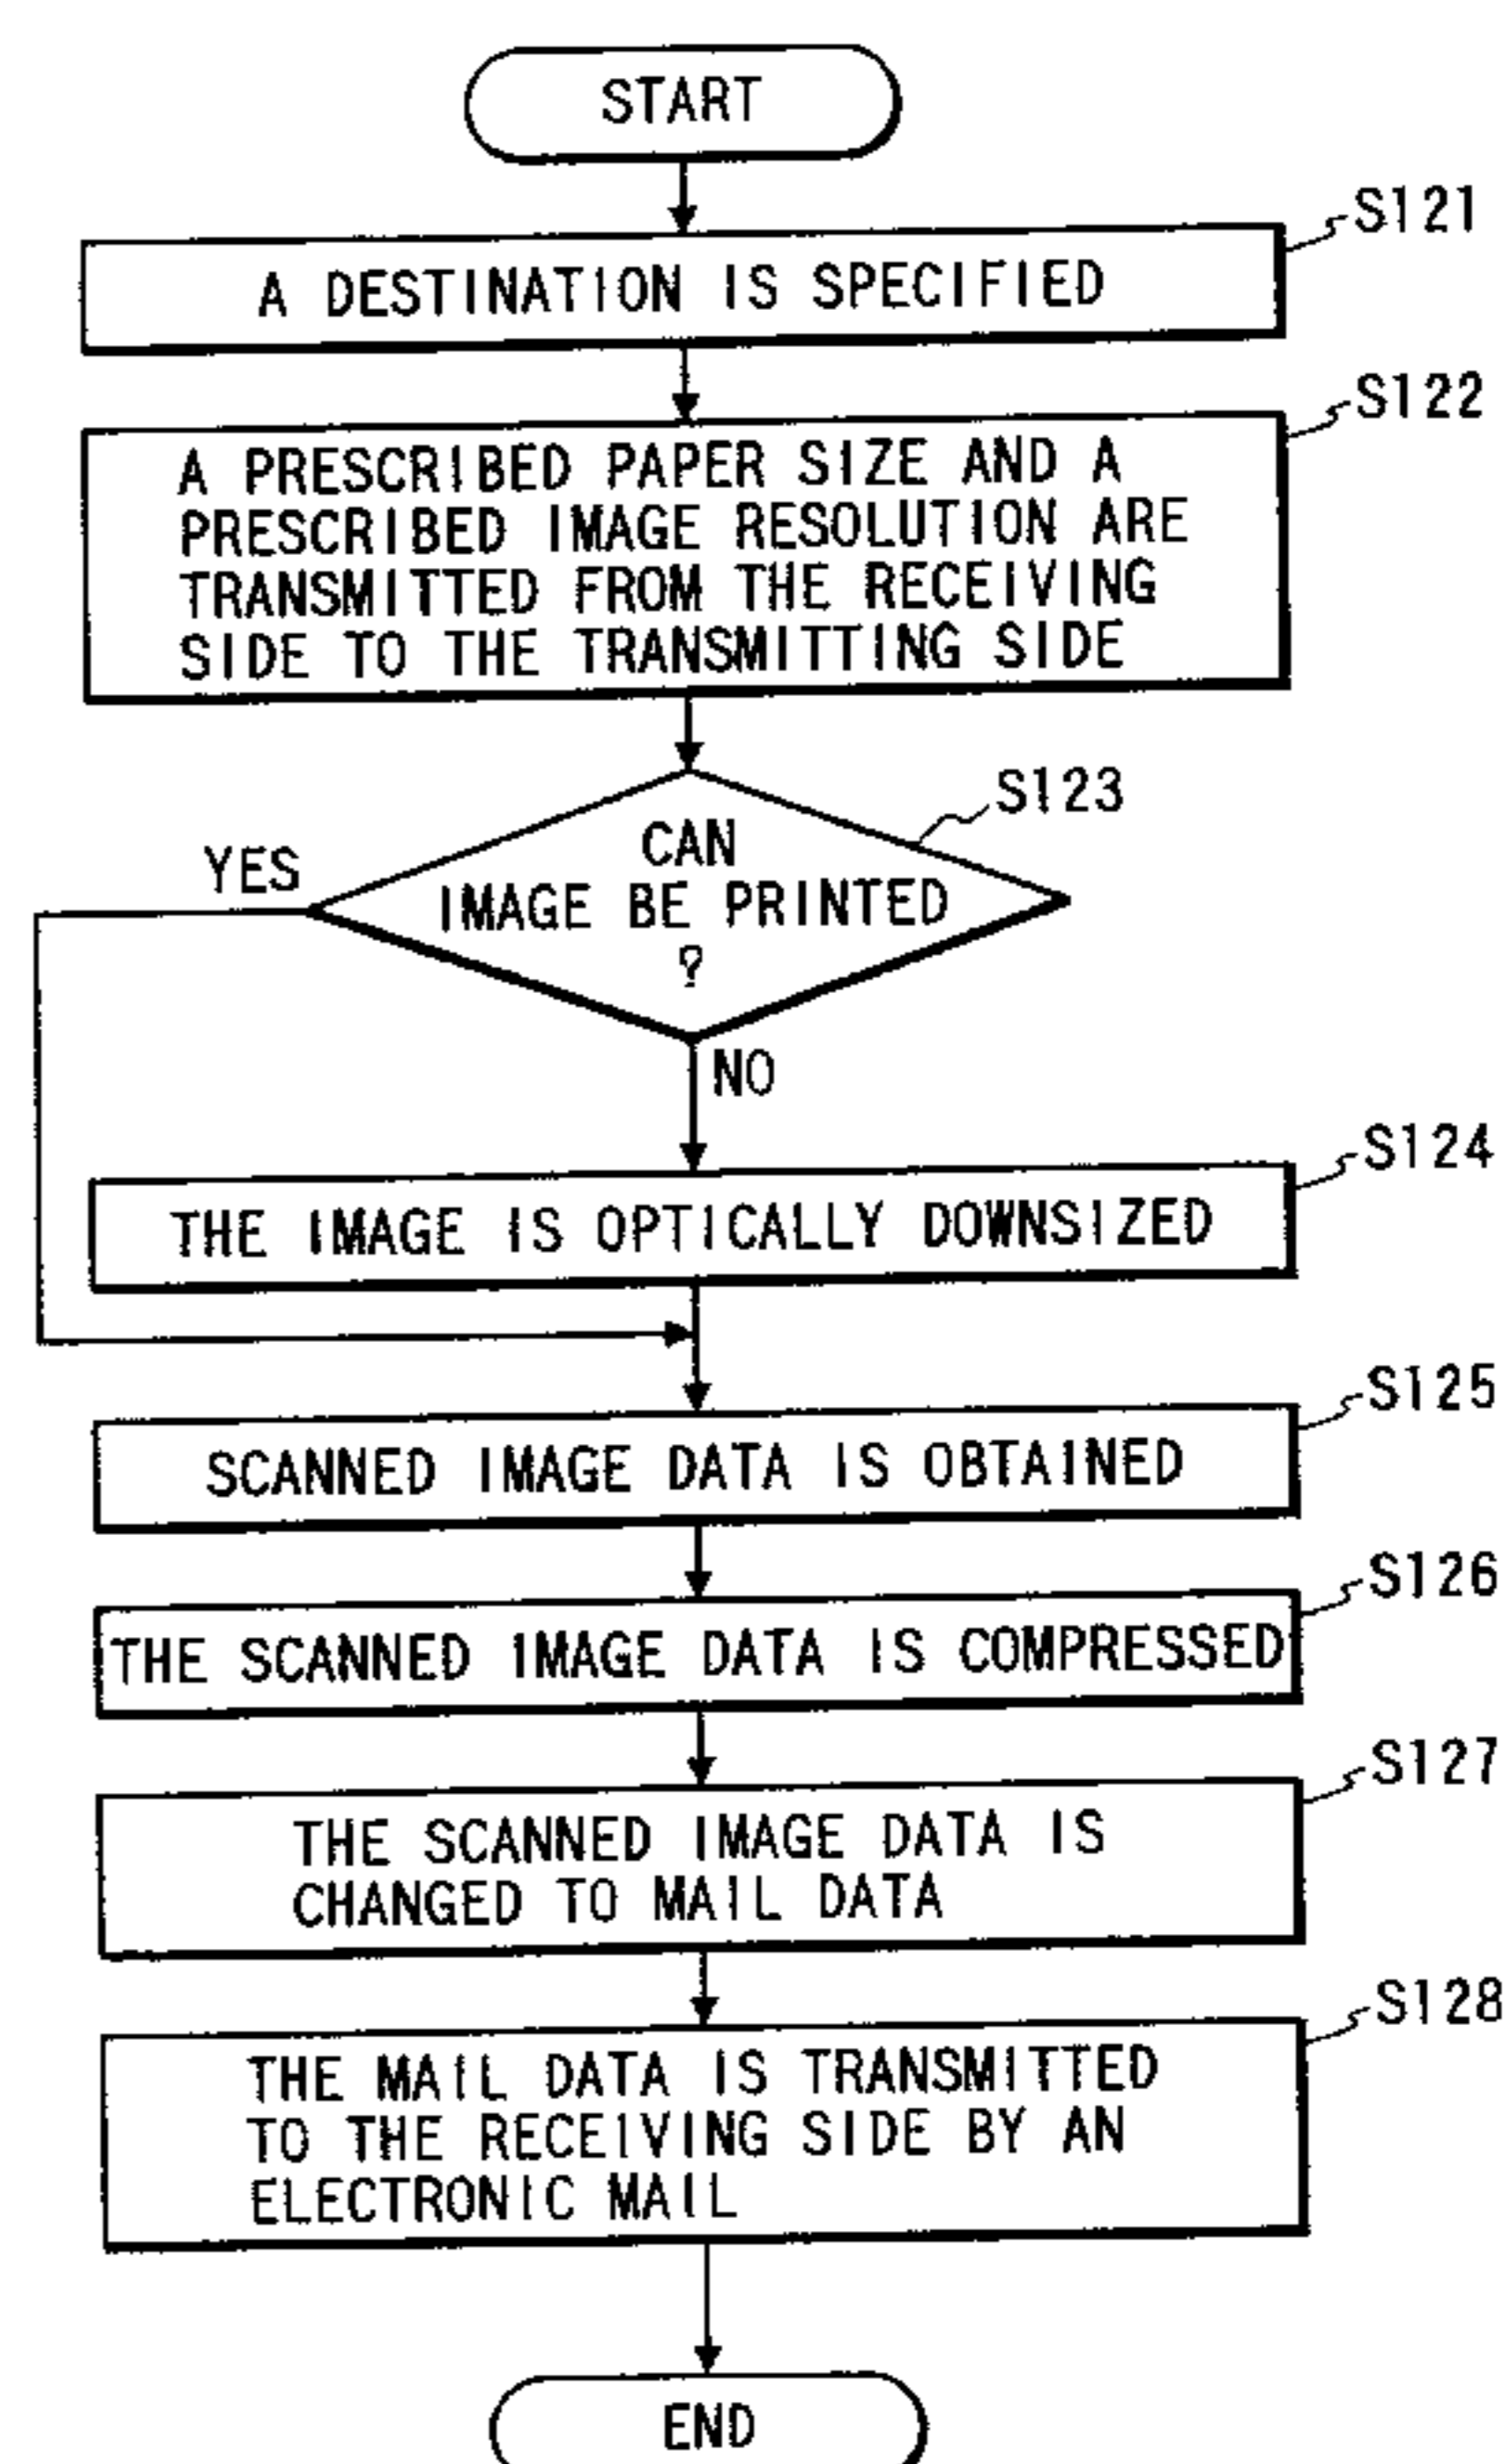 START
S121
A DESTINATION IS SPECIFIED
S122
A PRESCRIBED PAPER SIZE AND A
PRESCRIBED IMAGE RESOLUTION ARE
TRANSMITTED FROM THE RECEIVING
SIDE TO THE TRANSMITTING SIDE
S123
YES
CAN
IMAGE BE PRINTED
?
NO
S124
THE IMAGE IS OPTICALLY DOWNSIZED
S125
SCANNED IMAGE DATA IS OBTAINED
S126
THE SCANNED IMAGE DATA IS COMPRESSED
S127
THE SCANNED IMAGE DATA IS
CHANGED TO MAIL DATA
S128
THE MAIL DATA IS TRANSMITTED
TO THE RECEIVING SIDE BY AN
ELECTRONIC MAIL
END